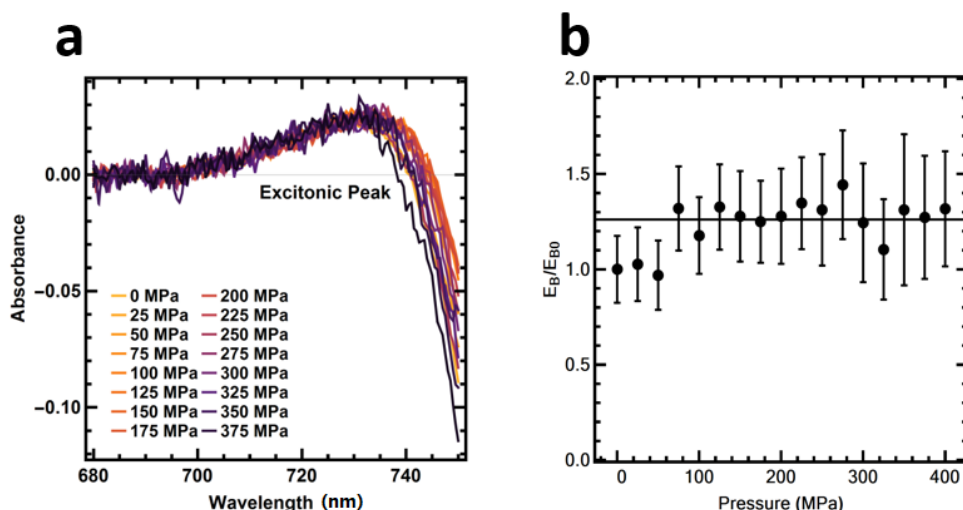 a
b
0.00
−0.05
−0.10
Absorbance
Excitonic Peak
0 MPa
25 MPa
50 MPa
75 MPa
100 MPa
125 MPa
150 MPa
175 MPa
200 MPa
225 MPa
250 MPa
275 MPa
300 MPa
325 MPa
350 MPa
375 MPa
680 700 720 740
Wavelength (nm)
2.0
1.5
1.0
0.5
0.0
E_B/E_B0
0 100 200 300 400
Pressure (MPa)